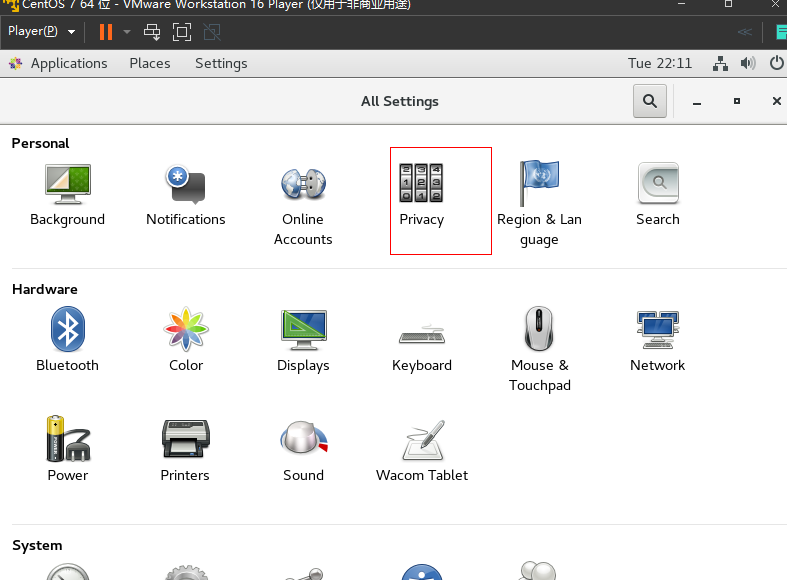 CentOS 7 64 位 - VMware Workstation 16 Player (仅用于非商业用途)
Player(P)
Applications Places Settings Tue 22:11
All Settings
Personal
Background Notifications Online Accounts Privacy Region & Lan guage Search
Hardware
Bluetooth Color Displays Keyboard Mouse & Touchpad Network
Power Printers Sound Wacom Tablet
System